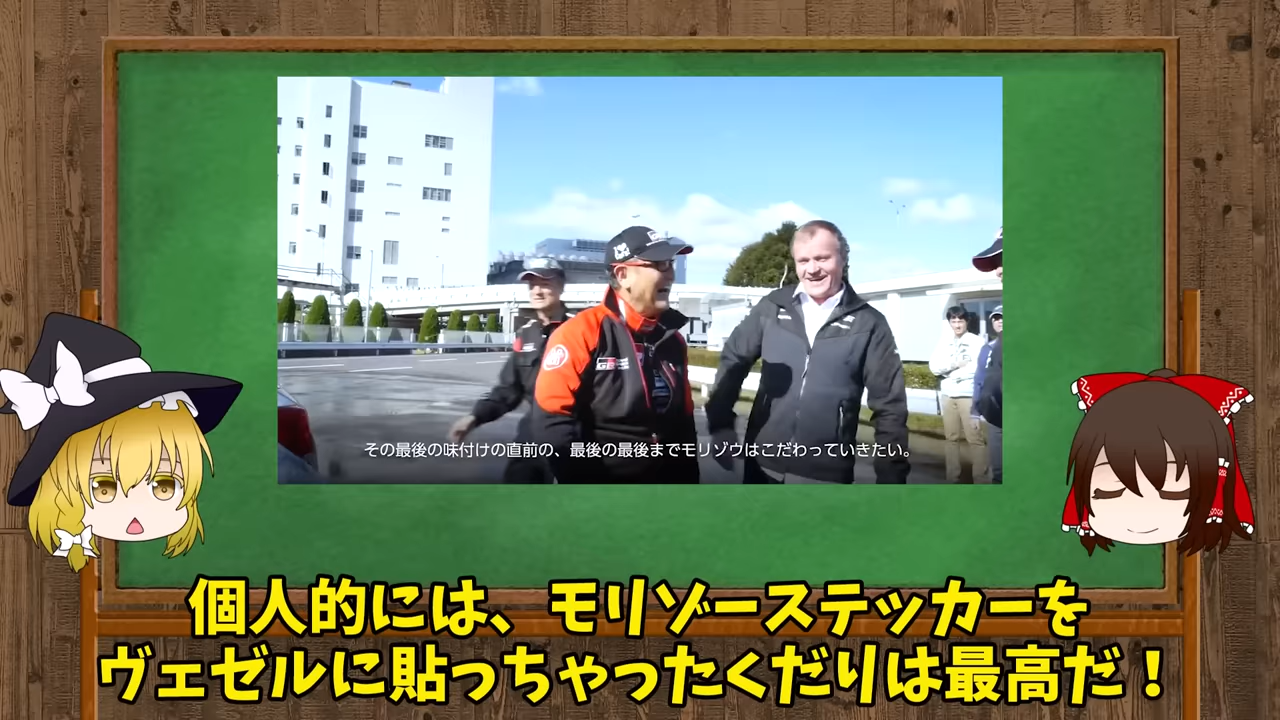 その最後の味付けの直前の、最後の最後までモリゾウはこだわっていきたい。
個人的には、モリゾーステッカーを
ヴェゼルに貼っちゃったくだりは最高だ！